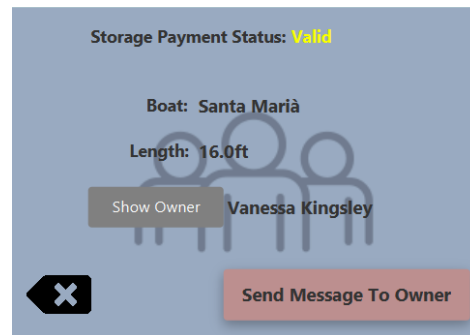 Storage Payment Status: Valid
Boat: Santa Marià
Length: 16.0ft
Show Owner Vanessa Kingsley
Send Message To Owner